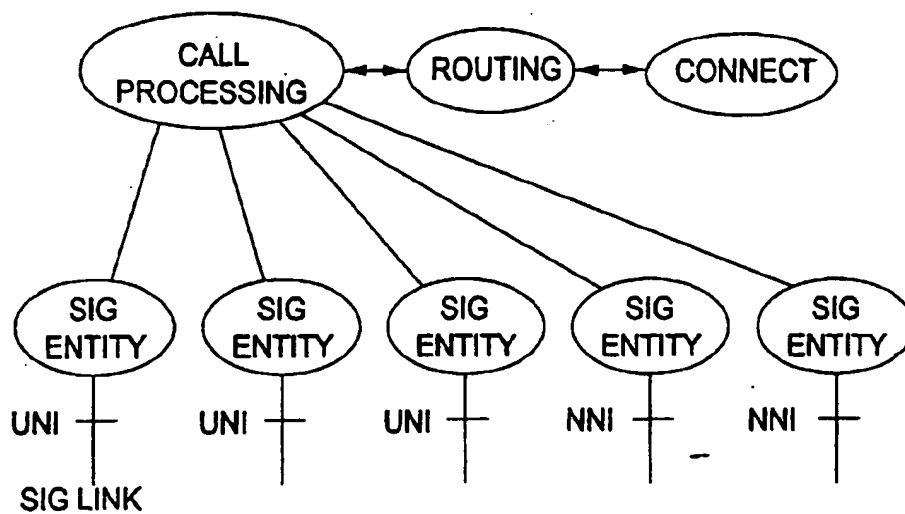 CALL
PROCESSING
ROUTING
CONNECT
SIG
ENTITY
SIG
ENTITY
SIG
ENTITY
SIG
ENTITY
SIG
ENTITY
UNI
UNI
UNI
NNI
NNI
SIG LINK